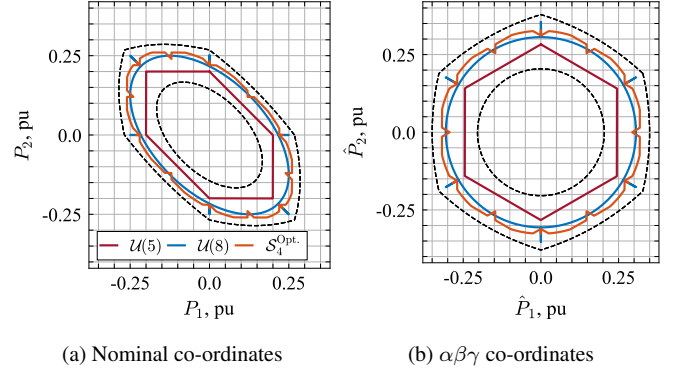 0.25
0.0
-0.25
P₂, pu
𝒰(5) 𝒰(8) 𝒮₄^Opt.
-0.25 0.0 0.25
P₁, pu
(a) Nominal co-ordinates
0.25
0.0
-0.25
P̂₂, pu
-0.25 0.0 0.25
P̂₁, pu
(b) αβγ co-ordinates